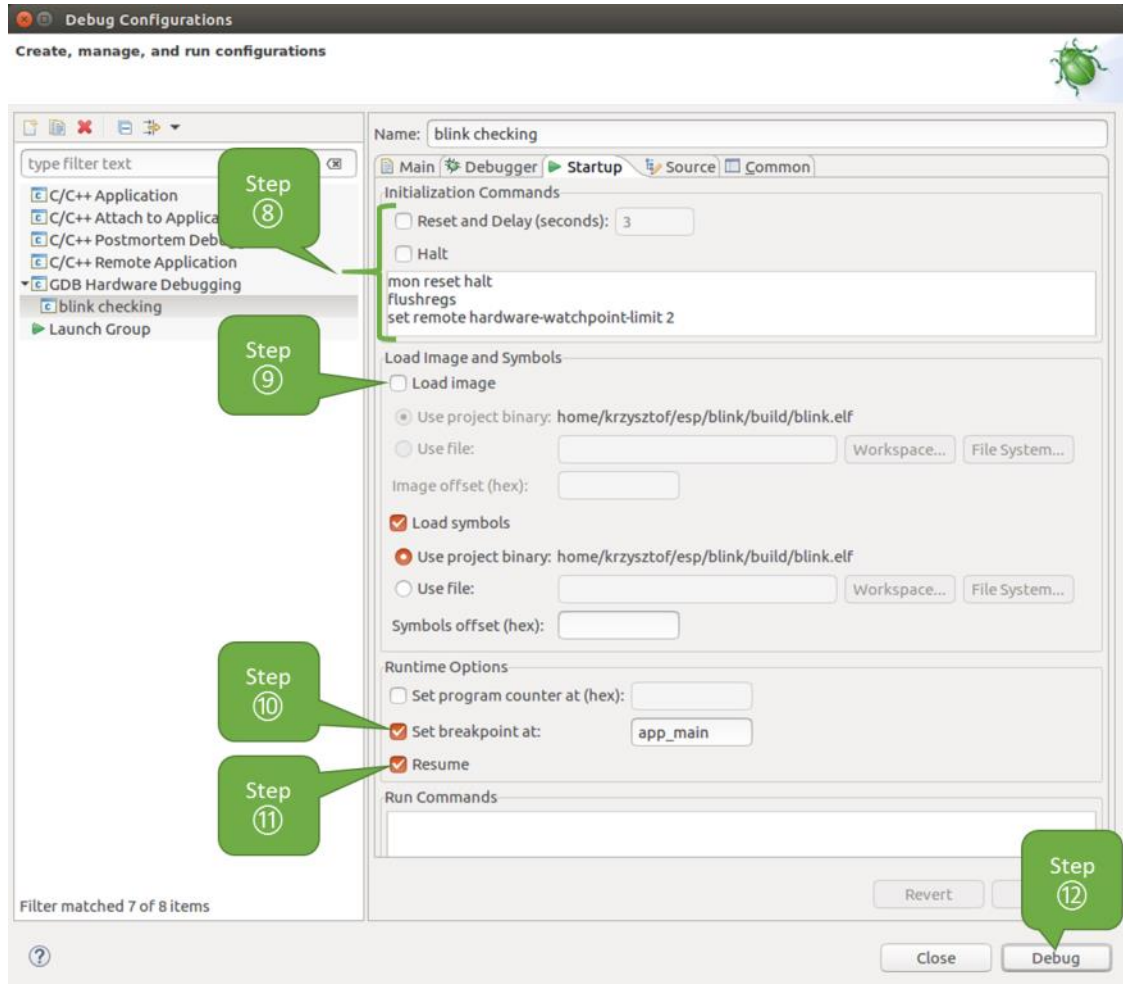 Debug Configurations
Create, manage, and run configurations
Name: blink checking
type filter text
C/C++ Application
C/C++ Attach to Applica
C/C++ Postmortem Debu
C/C++ Remote Application
GDB Hardware Debugging
blink checking
Launch Group
Filter matched 7 of 8 items
Main Debugger Startup Source Common
Initialization Commands
Step
⑧
Reset and Delay (seconds): 3
Halt
mon reset halt
flushregs
set remote hardware-watchpoint-limit 2
Load Image and Symbols
Step
⑨
Load image
Use project binary: home/krzysztof/esp/blink/build/blink.elf
Use file: Workspace... File System...
Image offset (hex):
Load symbols
Use project binary: home/krzysztof/esp/blink/build/blink.elf
Use file: Workspace... File System...
Symbols offset (hex):
Runtime Options
Set program counter at (hex):
Step
⑩
Set breakpoint at: app_main
Step
⑪
Resume
Run Commands
Revert
Step
⑫
Close Debug